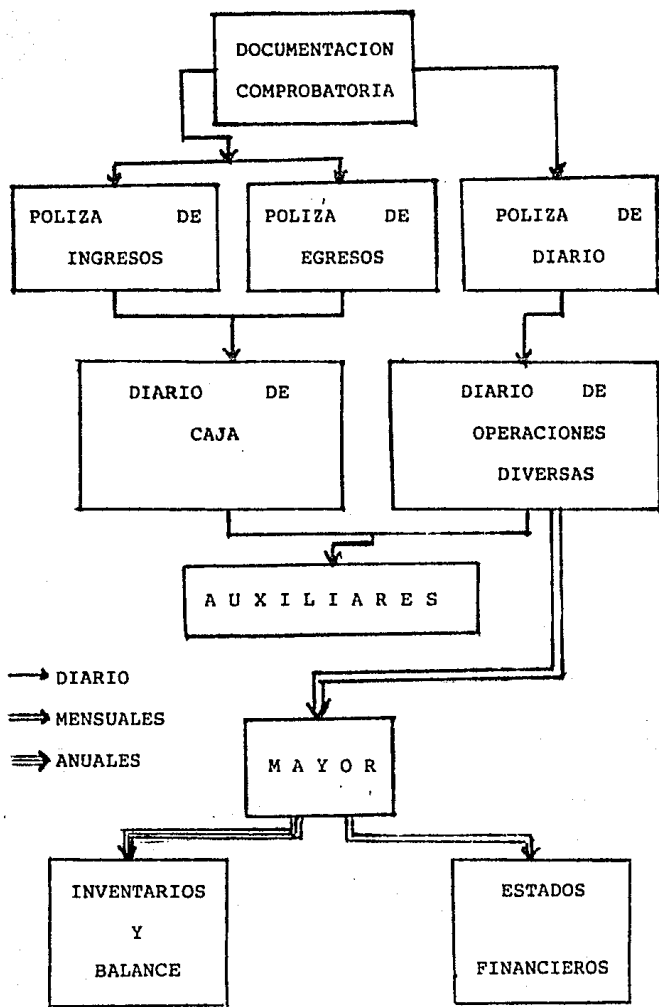 DOCUMENTACION
COMPROBATORIA
POLIZA DE
INGRESOS
POLIZA DE
EGRESOS
POLIZA DE
DIARIO
DIARIO DE
CAJA
DIARIO DE
OPERACIONES
DIVERSAS
A U X I L I A R E S
DIARIO
MENSUALES
ANUALES
M A Y O R
INVENTARIOS
Y
BALANCE
ESTADOS
FINANCIEROS